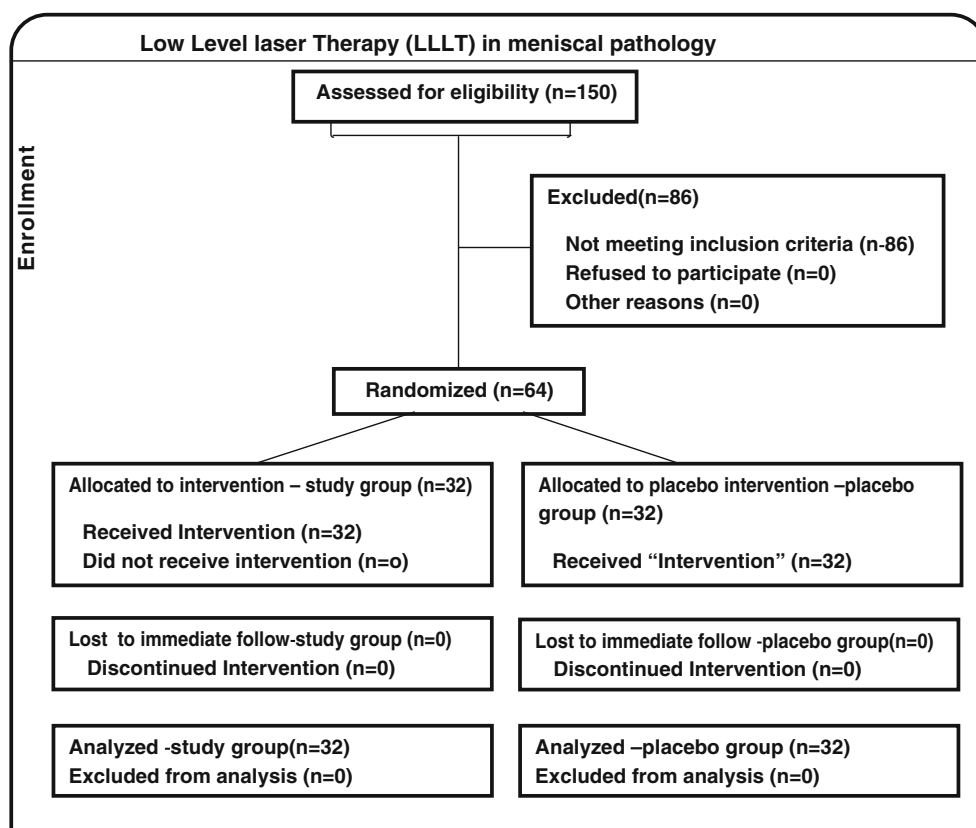 Low Level laser Therapy (LLLT) in meniscal pathology
Assessed for eligibility (n=150)
Enrollment
Excluded(n=86)
Not meeting inclusion criteria (n-86)
Refused to participate (n=0)
Other reasons (n=0)
Randomized (n=64)
Allocated to intervention – study group (n=32)
Received Intervention (n=32)
Did not receive intervention (n=o)
Allocated to placebo intervention –placebo
group (n=32)
Received “Intervention” (n=32)
Lost to immediate follow-study group (n=0)
Discontinued Intervention (n=0)
Lost to immediate follow -placebo group(n=0)
Discontinued Intervention (n=0)
Analyzed -study group(n=32)
Excluded from analysis (n=0)
Analyzed –placebo group (n=32)
Excluded from analysis (n=0)